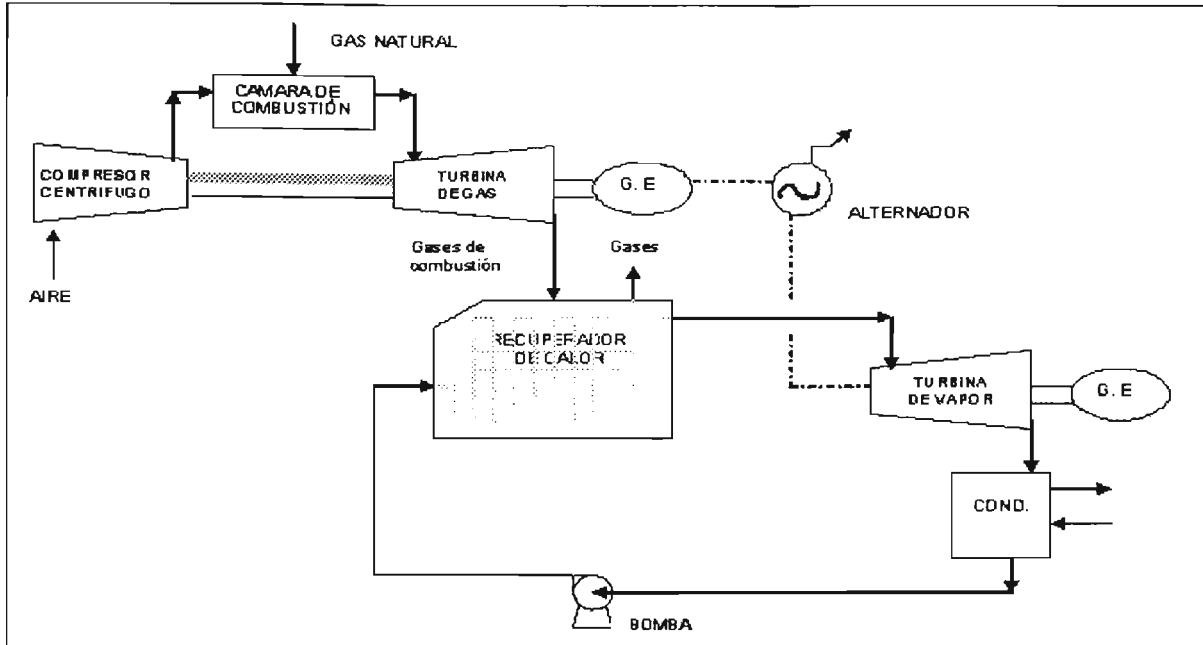 GAS NATURAL
CAMARA DE
COMBUSTIÓN
COMPRESOR
CENTRIFUGO
TURBINA
DE GAS
G. E
ALTERNADOR
AIRE
Gases de
combustión
Gases
RECUPERADOR
DE CALOR
TURBINA
DE VAPOR
G. E
COND.
BOMBA